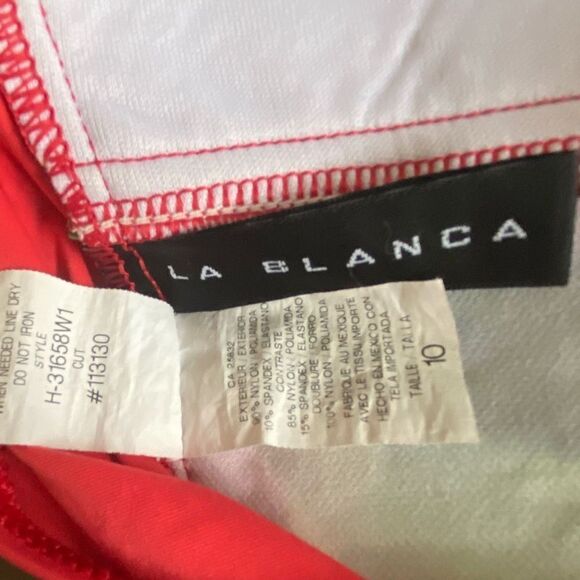 LA BLANCA
WHEN NEEDED LINE DRY
DO NOT IRON
STYLE
H-31658W1
CUT
#113130
CA 25832
EXTERIEUR / EXTERIOR
90% NYLON / POLIAMIDA
10% SPANDEX / ELASTANO
CONTRASTE
85% NYLON / POLIAMIDA
15% SPANDEX / ELASTANO
DOUBLURE / FORRO
100% NYLON / POLIAMIDA
FABRIQUE AU MEXIQUE
AVEC LE TISSU IMPORTE
HECHO EN MEXICO CON
TELA IMPORTADA
TAILLE TALLA
10